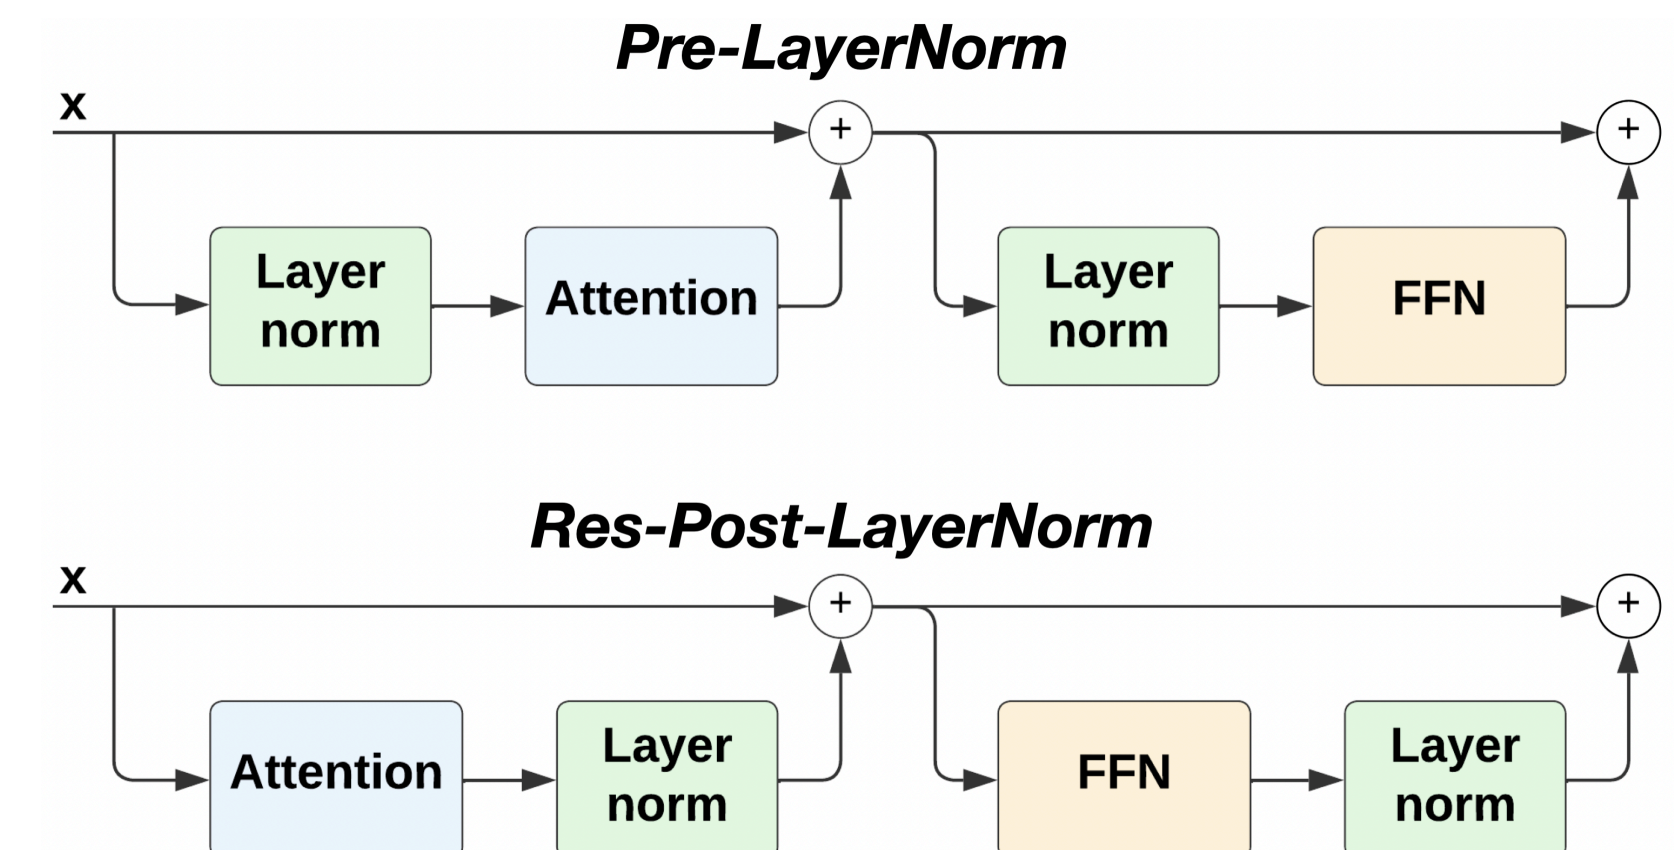 Pre-LayerNorm
x
+
+
Layer
norm
Attention
Layer
norm
FFN
Res-Post-LayerNorm
x
+
+
Attention
Layer
norm
FFN
Layer
norm